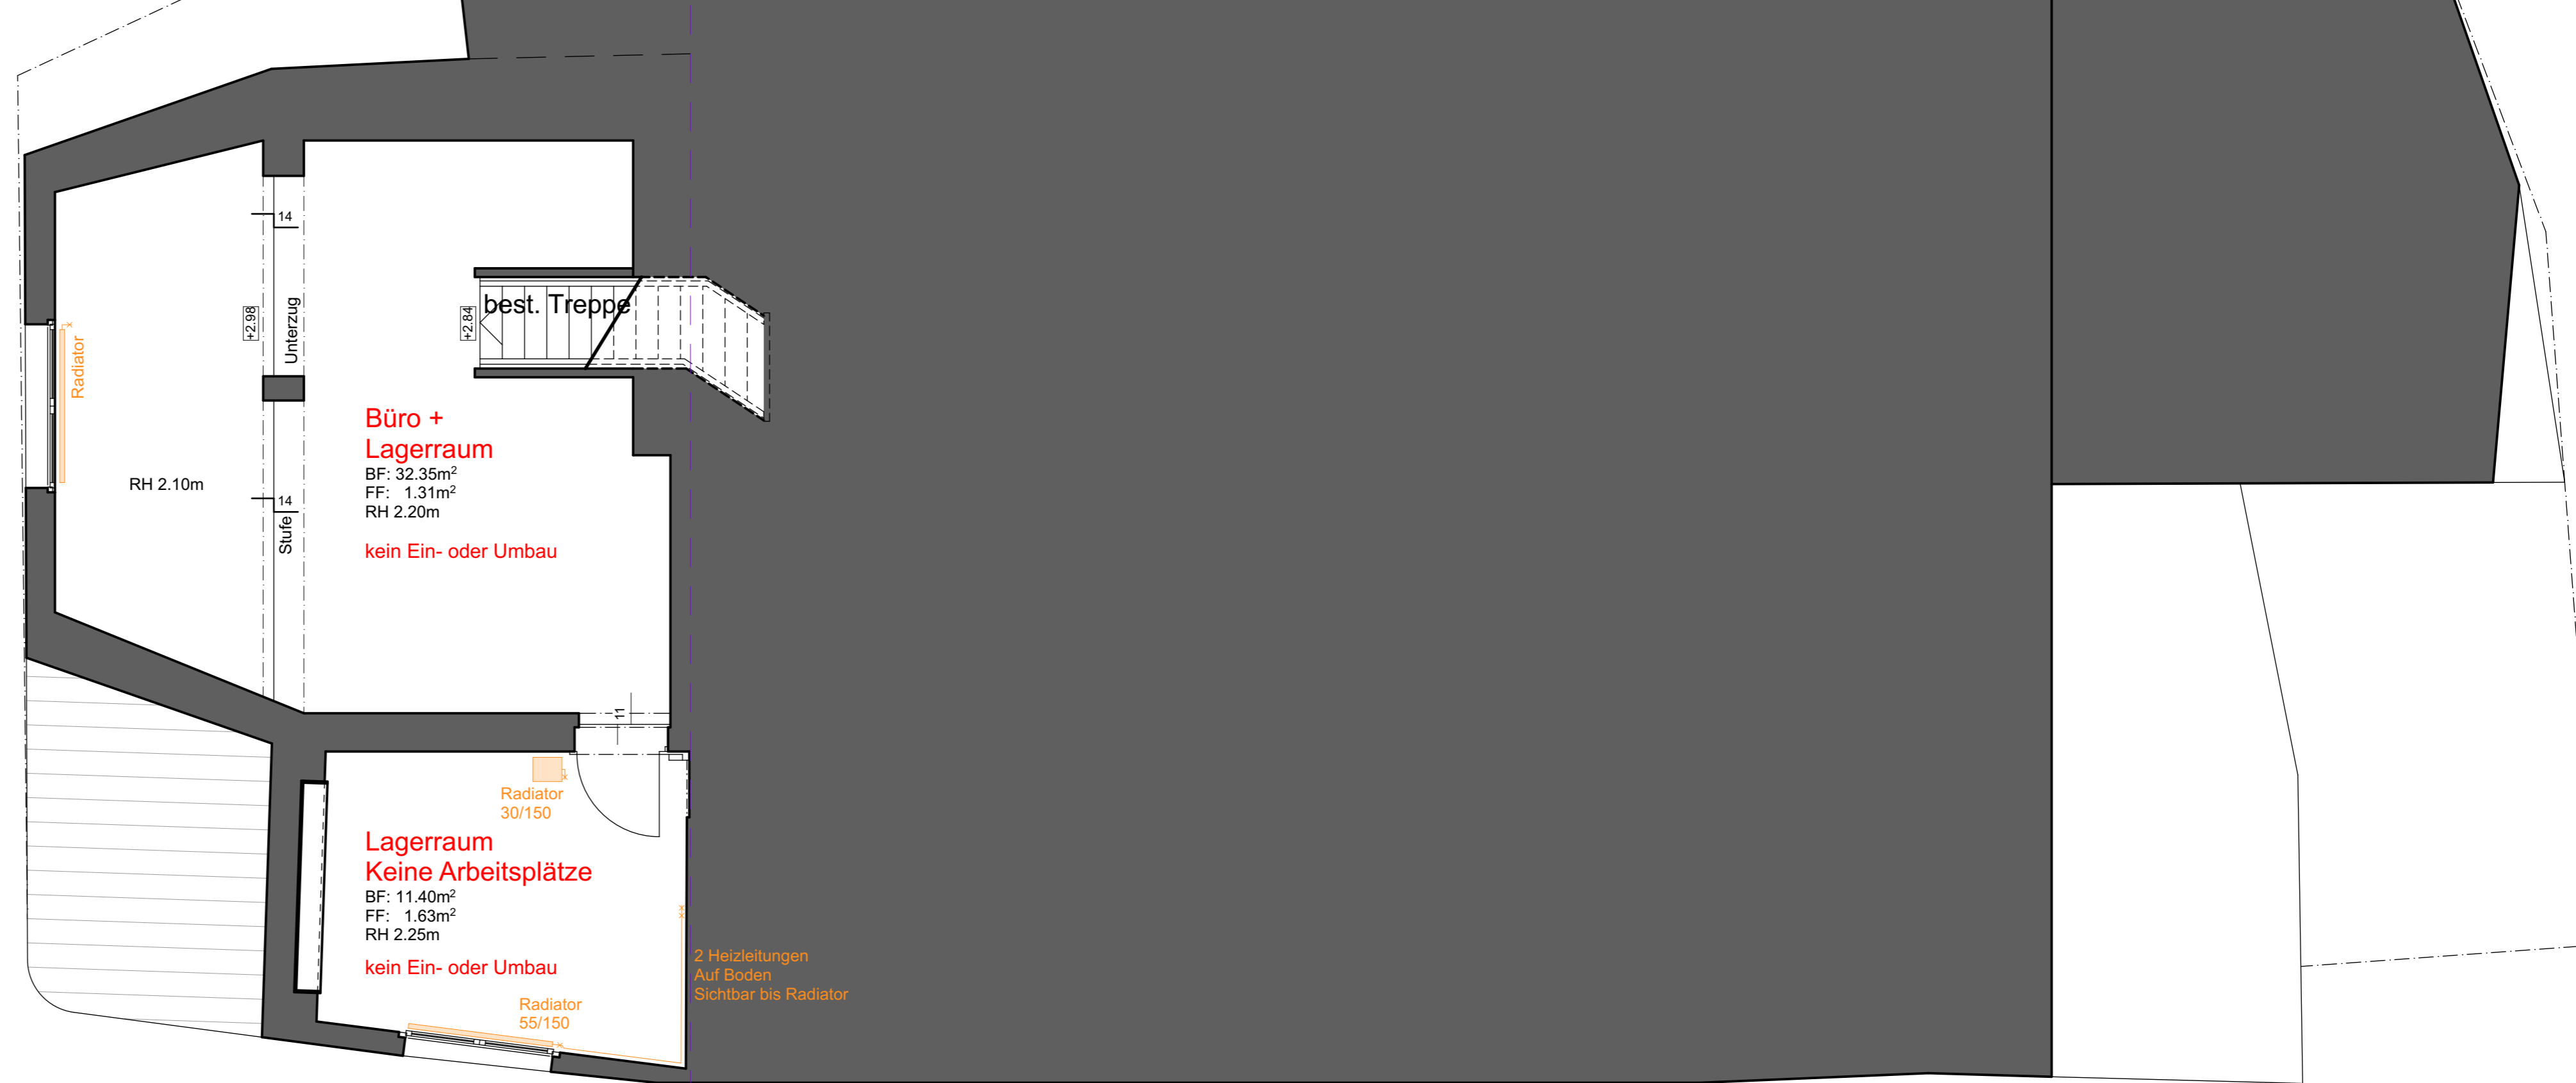 14
+2.98
Unterzug
+2.84
best. Treppe
Radiator
Büro +
Lagerraum
BF: 32.35m²
FF: 1.31m²
RH 2.20m
kein Ein- oder Umbau
RH 2.10m
14
Stufe
11
Radiator
30/150
Lagerraum
Keine Arbeitsplätze
BF: 11.40m²
FF: 1.63m²
RH 2.25m
kein Ein- oder Umbau
2 Heizleitungen
Auf Boden
Sichtbar bis Radiator
Radiator
55/150